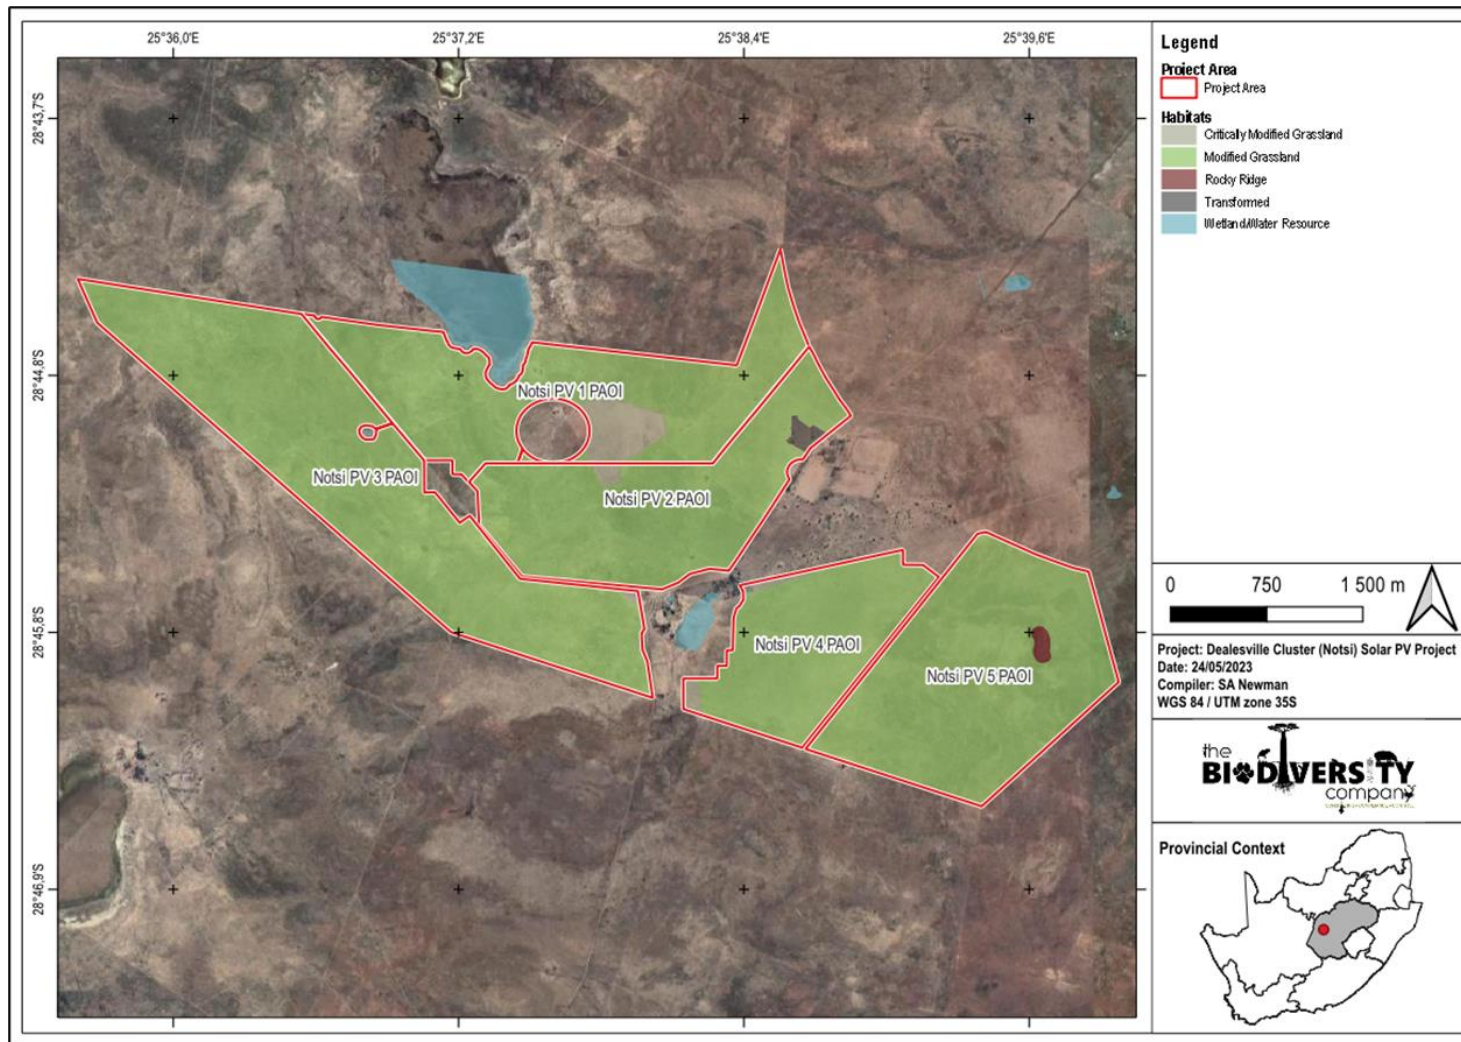 25°36,0'E 25°37,2'E 25°38,4'E 25°39,6'E
28°43,7'S
28°44,8'S
28°45,8'S
28°46,9'S
Notsi PV 1 PAOI
Notsi PV 3 PAOI
Notsi PV 2 PAOI
Notsi PV 4 PAOI
Notsi PV 5 PAOI
Legend
Project Area
Project Area
Habitats
Critically Modified Grassland
Modified Grassland
Rocky Ridge
Transformed
Wetland/Water Resource
0 750 1 500 m
Project: Dealesville Cluster (Notsi) Solar PV Project
Date: 24/05/2023
Compiler: SA Newman
WGS 84 / UTM zone 35S
the
BIODIVERSITY
company
Provincial Context